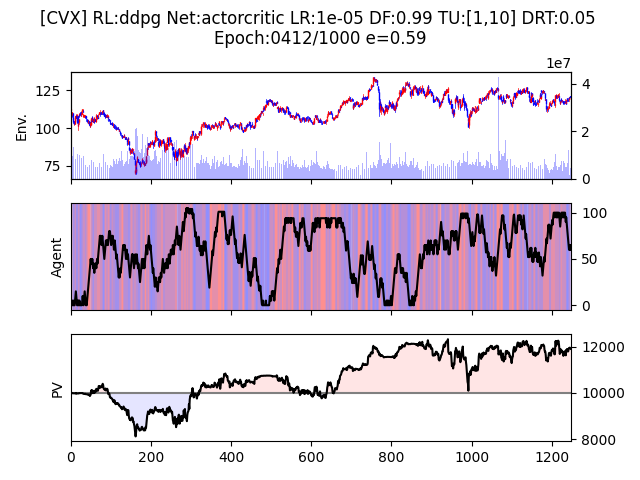 [CVX] RL:ddpg Net:actorcritic LR:1e-05 DF:0.99 TU:[1,10] DRT:0.05
Epoch:0412/1000 e=0.59
1e7
125
100
75
Env.
4
2
0
Agent
100
50
0
PV
12000
10000
8000
0 200 400 600 800 1000 1200